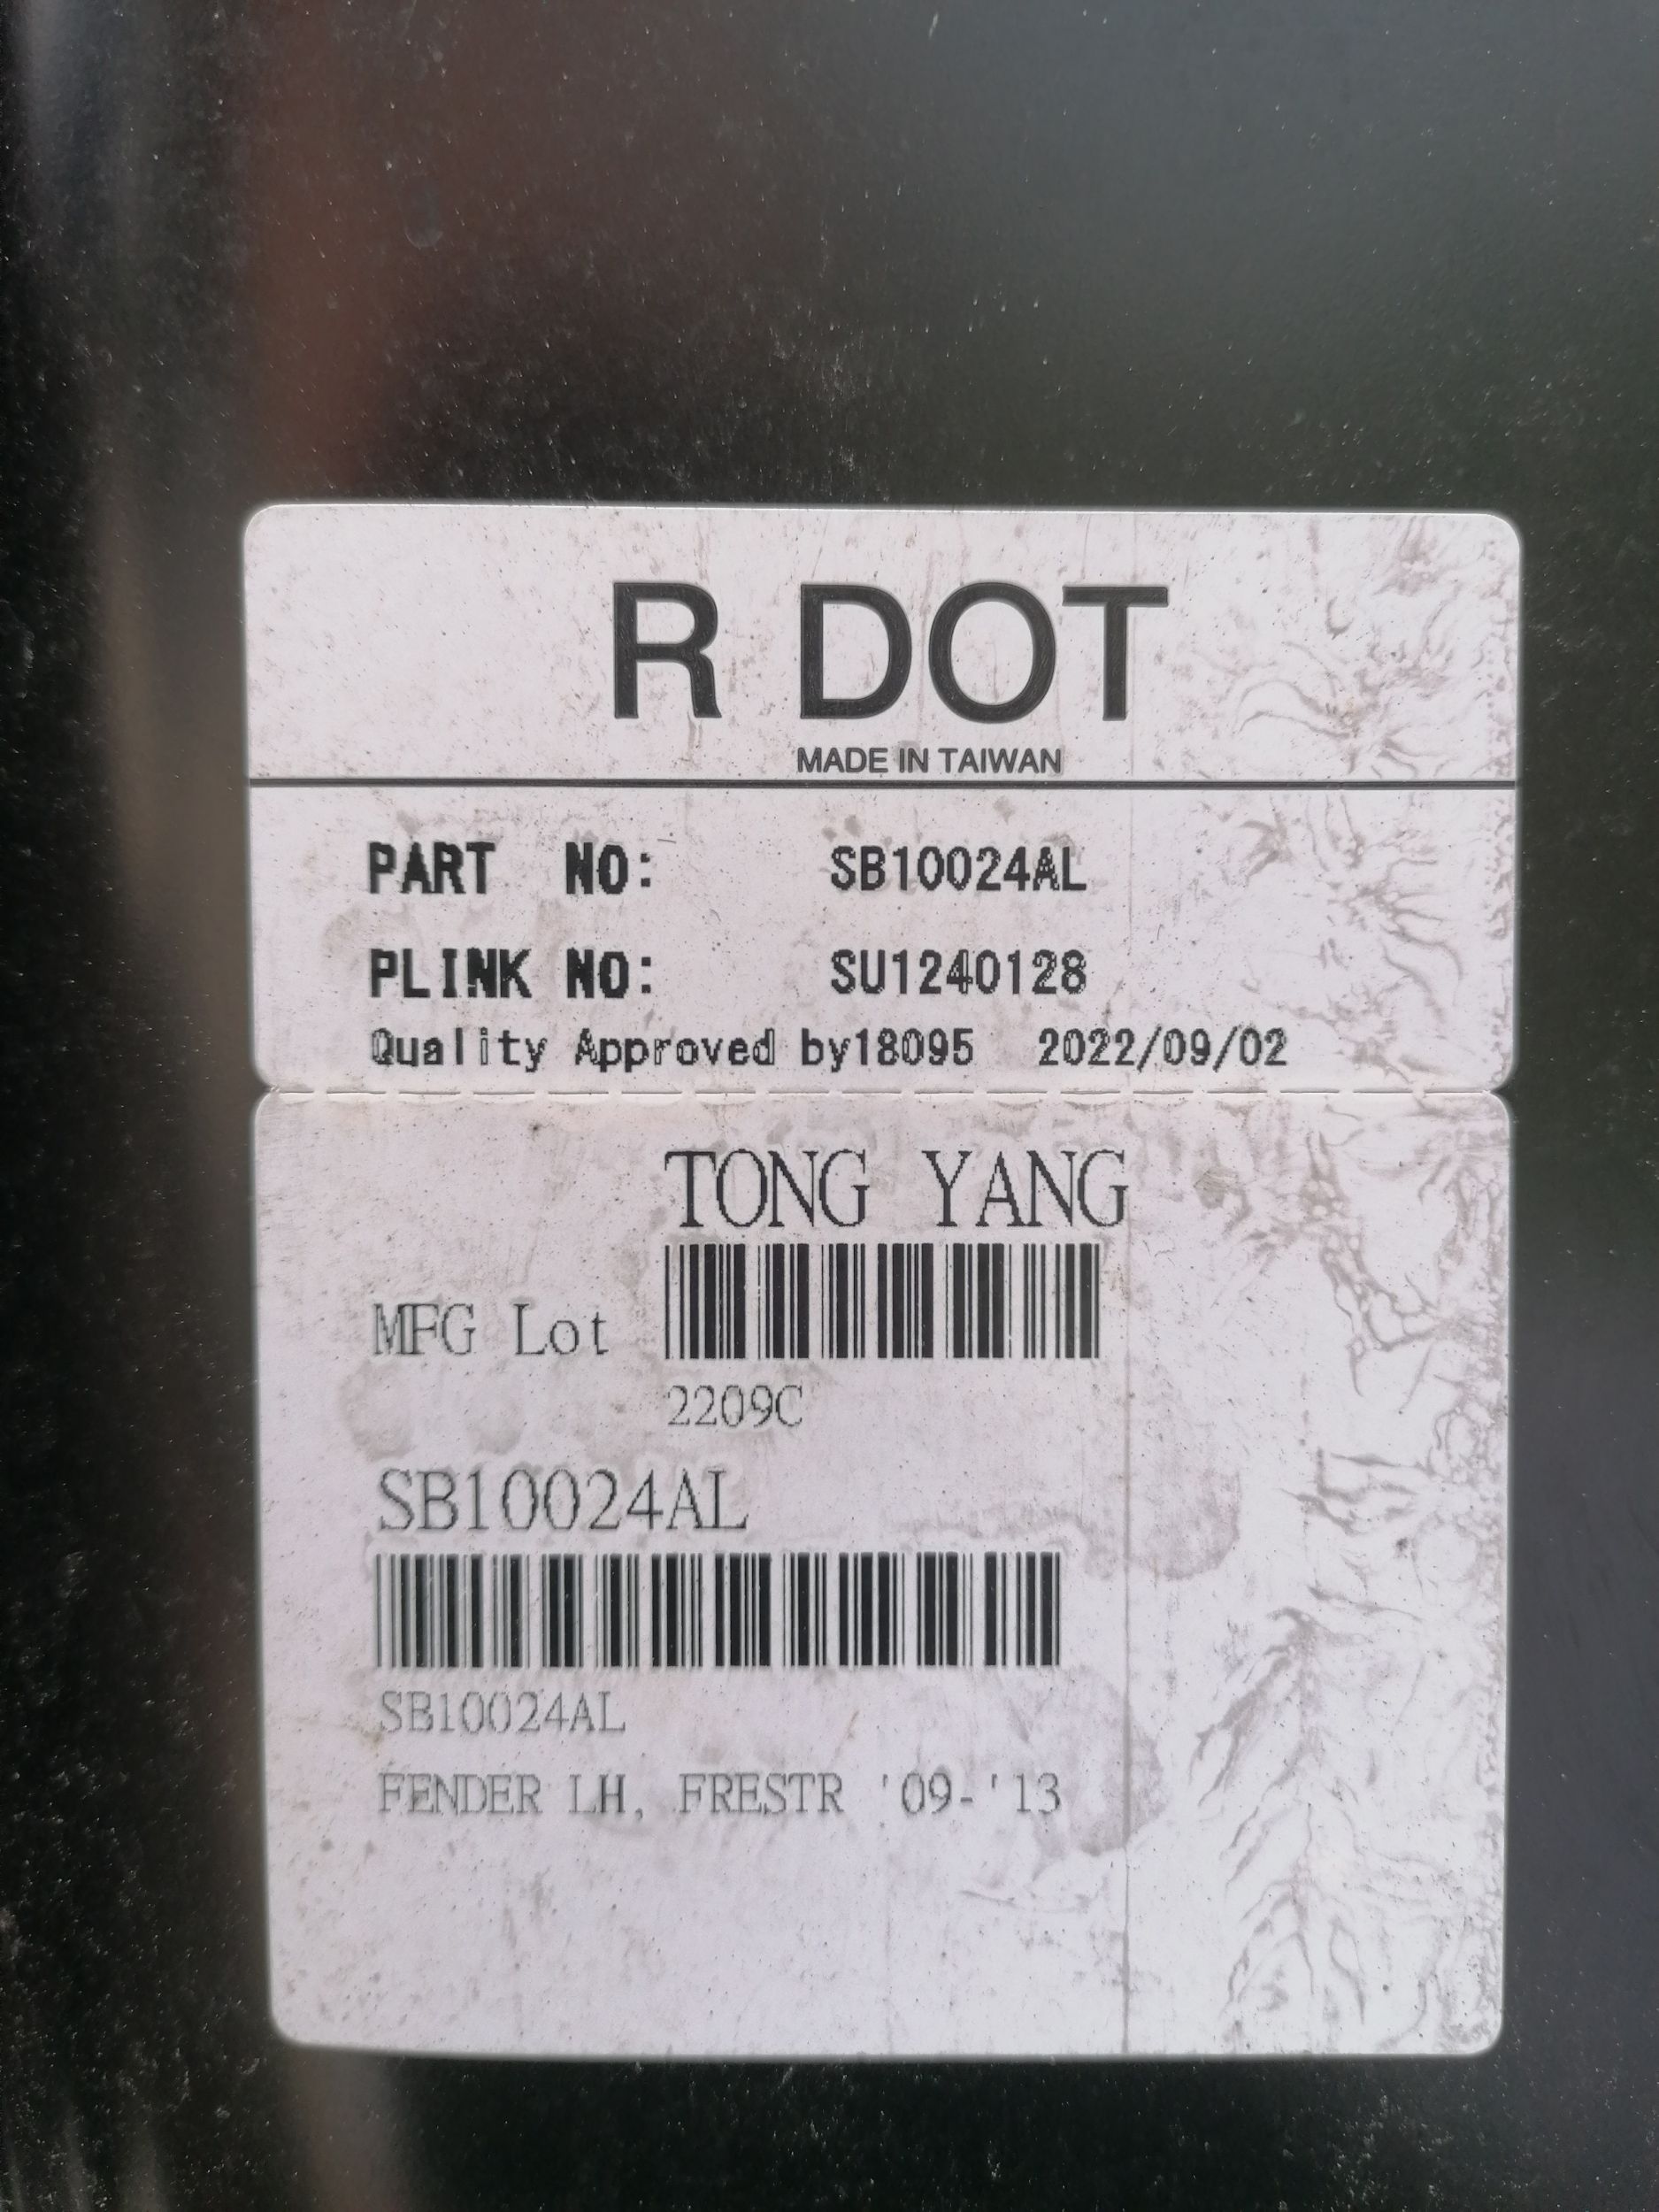 R DOT
MADE IN TAIWAN
PART NO: SB10024AL
PLINK NO: SU1240128
Quality Approved by18095 2022/09/02
TONG YANG
MFG Lot
2209C
SB10024AL
SB10024AL
FENDER LH, FRESTR '09-'13